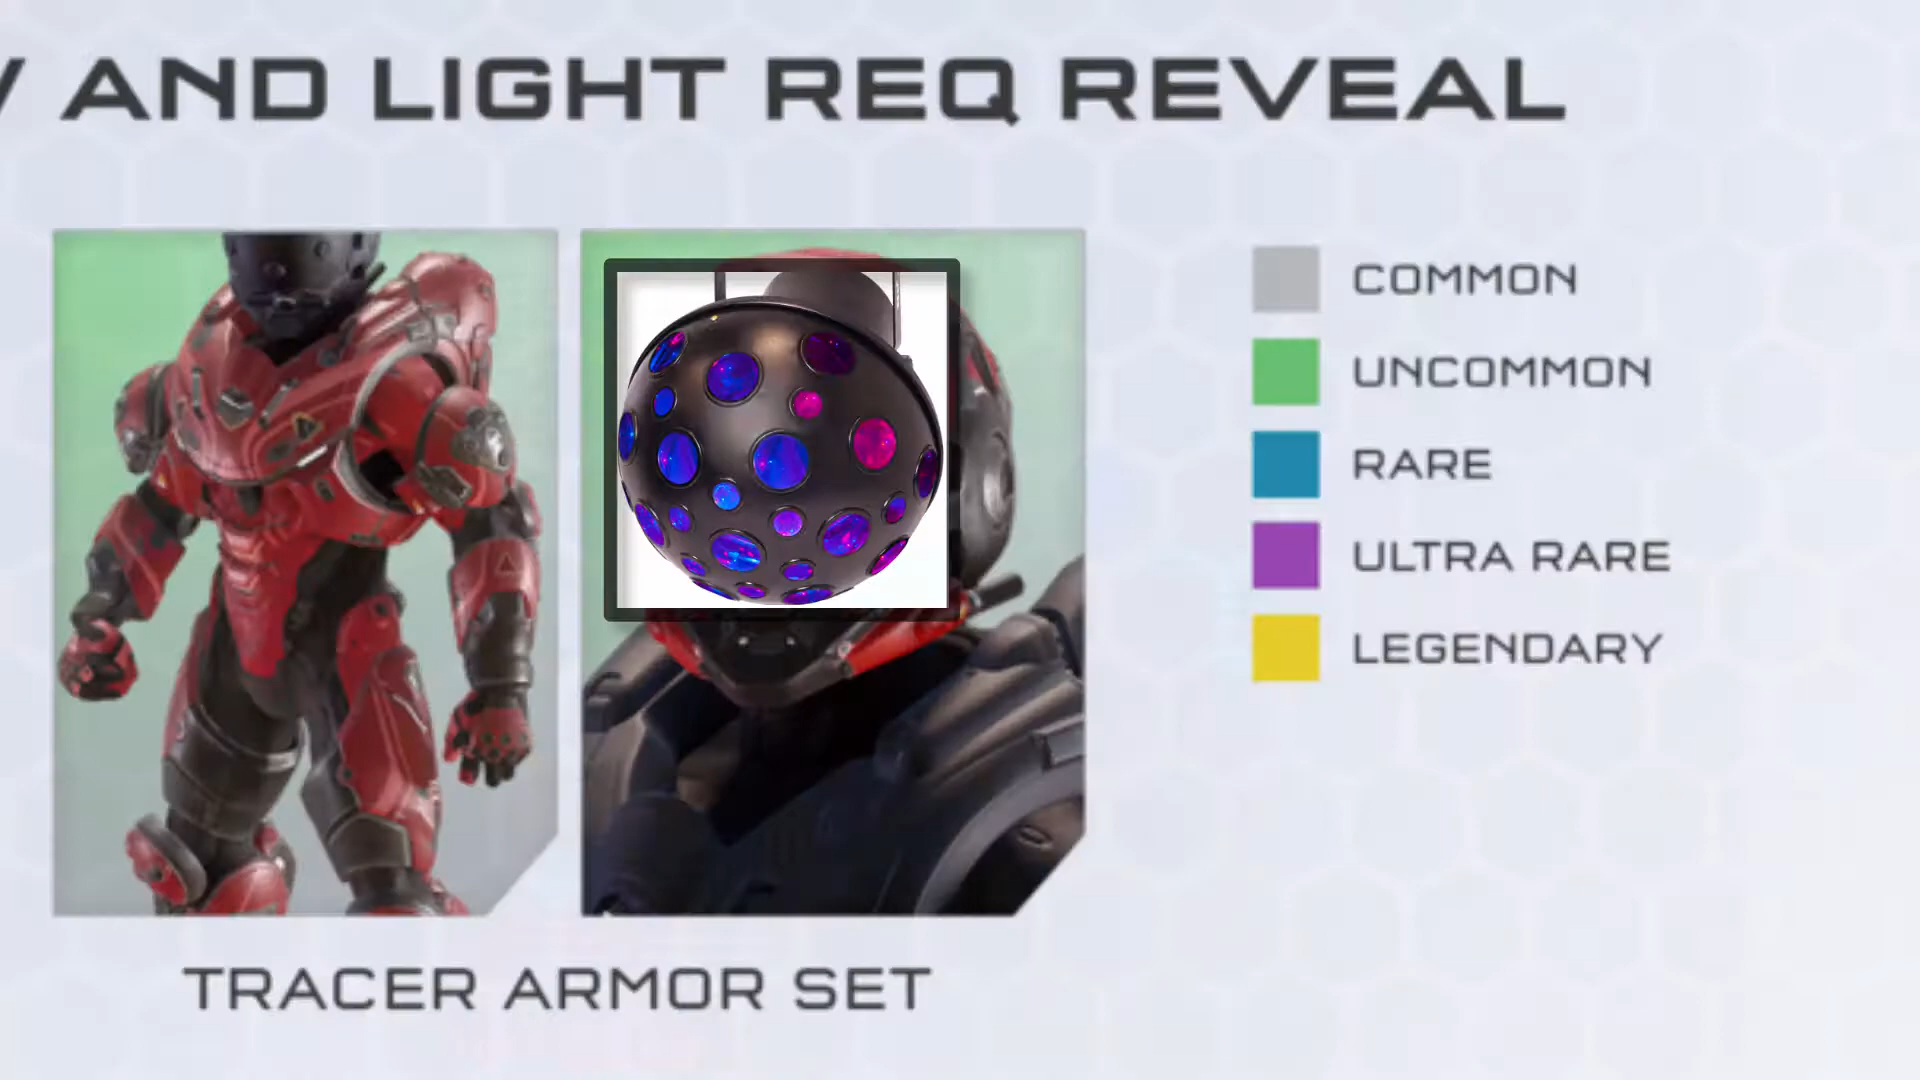 AND LIGHT REQ REVEAL
COMMON
UNCOMMON
RARE
ULTRA RARE
LEGENDARY
TRACER ARMOR SET